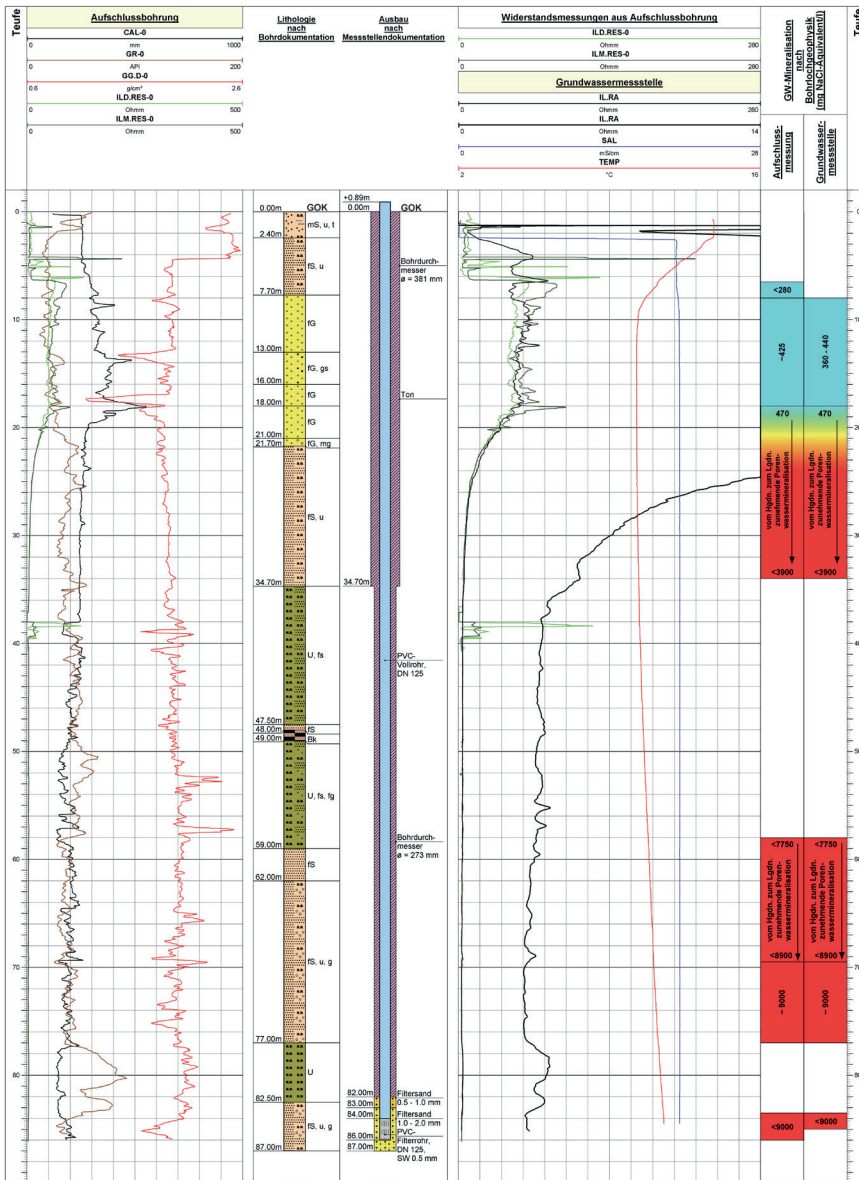 Teufe
Aufschlussbohrung
CAL-0
0 mm 1000
GR-0
0 API 200
GG.D-0
0.6 g/cm³ 2.6
ILD.RES-0
0 Ohmm 500
ILM.RES-0
0 Ohmm 500
Lithologie
nach
Bohrdokumentation
Ausbau
nach
Messstellendokumentation
Widerstandsmessungen aus Aufschlussbohrung
ILD.RES-0
0 Ohmm 280
ILM.RES-0
0 Ohmm 280
Grundwassermessstelle
IL.RA
0 Ohmm 280
IL.RA
0 Ohmm 14
SAL
0 mS/cm 28
TEMP
2 °C 16
GW-Mineralisation
nach
Bohrlochgeophysik
(mg NaCl-Äquivalent/l)
Aufschluss-
messung
Grundwasser-
messstelle
Teufe
0
10
20
30
40
50
60
70
80
0.00m GOK
mS, u, t
2.40m
fS, u
7.70m
fG
13.00m
fG, gs
16.00m
fG
18.00m
fG
21.00m
21.70m fG, mg
fS, u
34.70m
U, fs
47.50m
48.00m fS
49.00m Bk
U, fs, fg
59.00m
fS
62.00m
fS, u, g
77.00m
U
82.50m
fS, u, g
87.00m
+0.89m
0.00m GOK
Bohrdurch-
messer
ø = 381 mm
Ton
34.70m
PVC-
Vollrohr,
DN 125
Bohrdurch-
messer
ø = 273 mm
82.00m Filtersand
83.00m 0.5 - 1.0 mm
84.00m Filtersand
1.0 - 2.0 mm
86.00m PVC-
87.00m Filterrohr,
DN 125,
SW 0.5 mm
<280
~425
360 - 440
470 470
vom Hgdn. zum Lgdn.
zunehmende Poren-
wassermineralisation
vom Hgdn. zum Lgdn.
zunehmende Poren-
wassermineralisation
<3900 <3900
<7750 <7750
vom Hgdn. zum Lgdn.
zunehmende Poren-
wassermineralisation
vom Hgdn. zum Lgdn.
zunehmende Poren-
wassermineralisation
<8900 <8900
~ 9000 ~ 9000
<9000 <9000
0
10
20
30
40
50
60
70
80